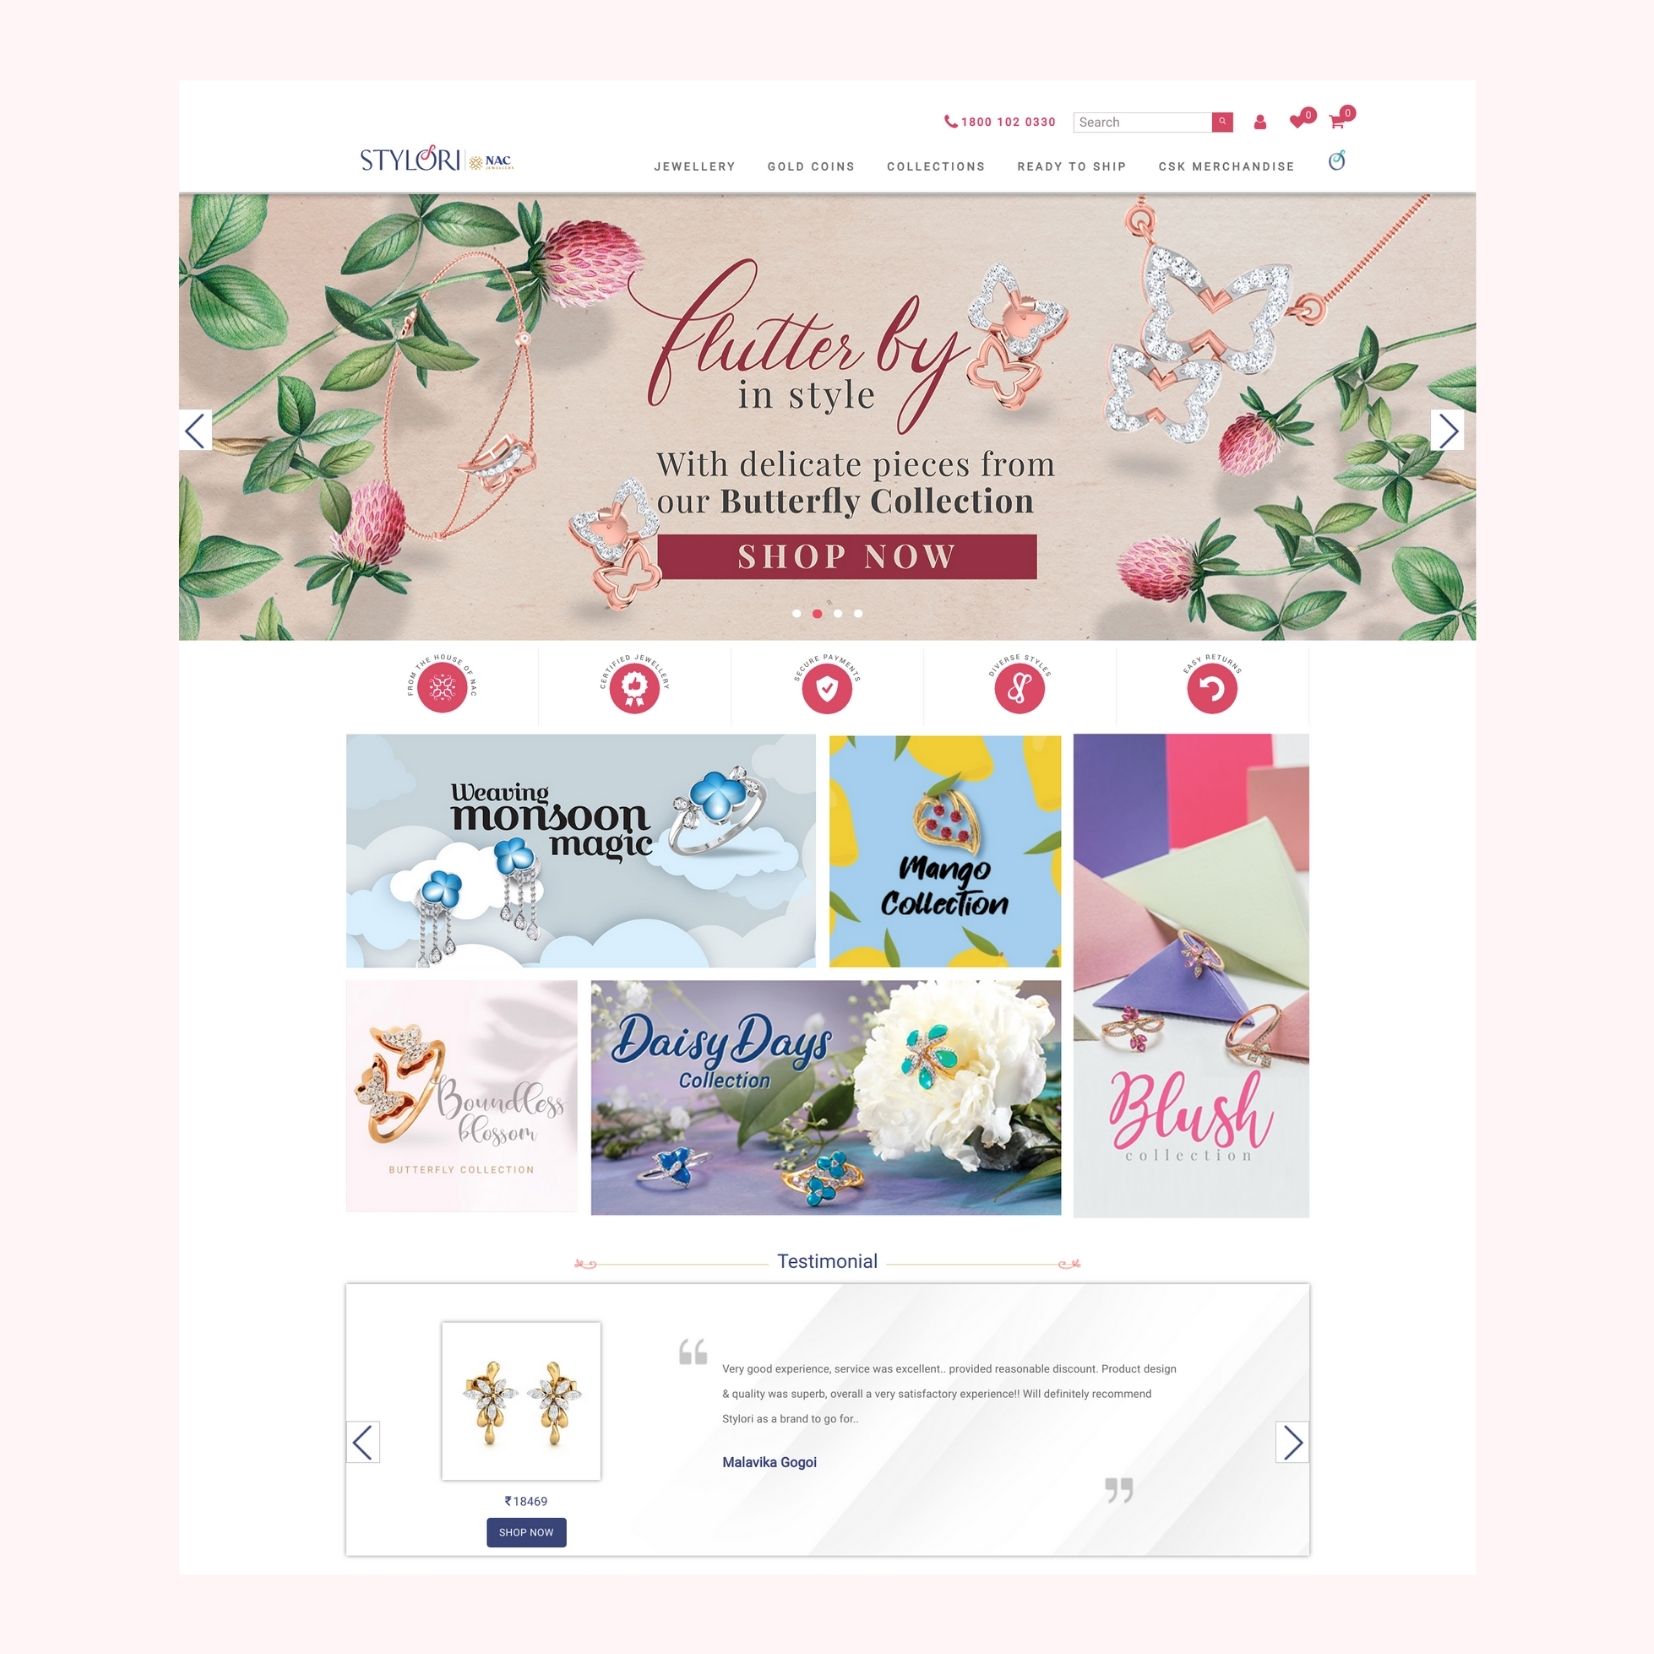 1800 102 0330
Search
0
0
STYLORI
NAC
JEWELLERS
JEWELLERY
GOLD COINS
COLLECTIONS
READY TO SHIP
CSK MERCHANDISE
flutter by
in style
With delicate pieces from
our Butterfly Collection
SHOP NOW
FROM THE HOUSE OF NAC
CERTIFIED JEWELLERY
SECURE PAYMENTS
DIVERSE STYLES
EASY RETURNS
Weaving
monsoon
magic
Mango
Collection
Boundless
blossom
BUTTERFLY COLLECTION
Daisy Days
Collection
Blush
collection
Testimonial
Very good experience, service was excellent.. provided reasonable discount. Product design
& quality was superb, overall a very satisfactory experience!! Will definitely recommend
Stylori as a brand to go for..
Malavika Gogoi
₹18469
SHOP NOW